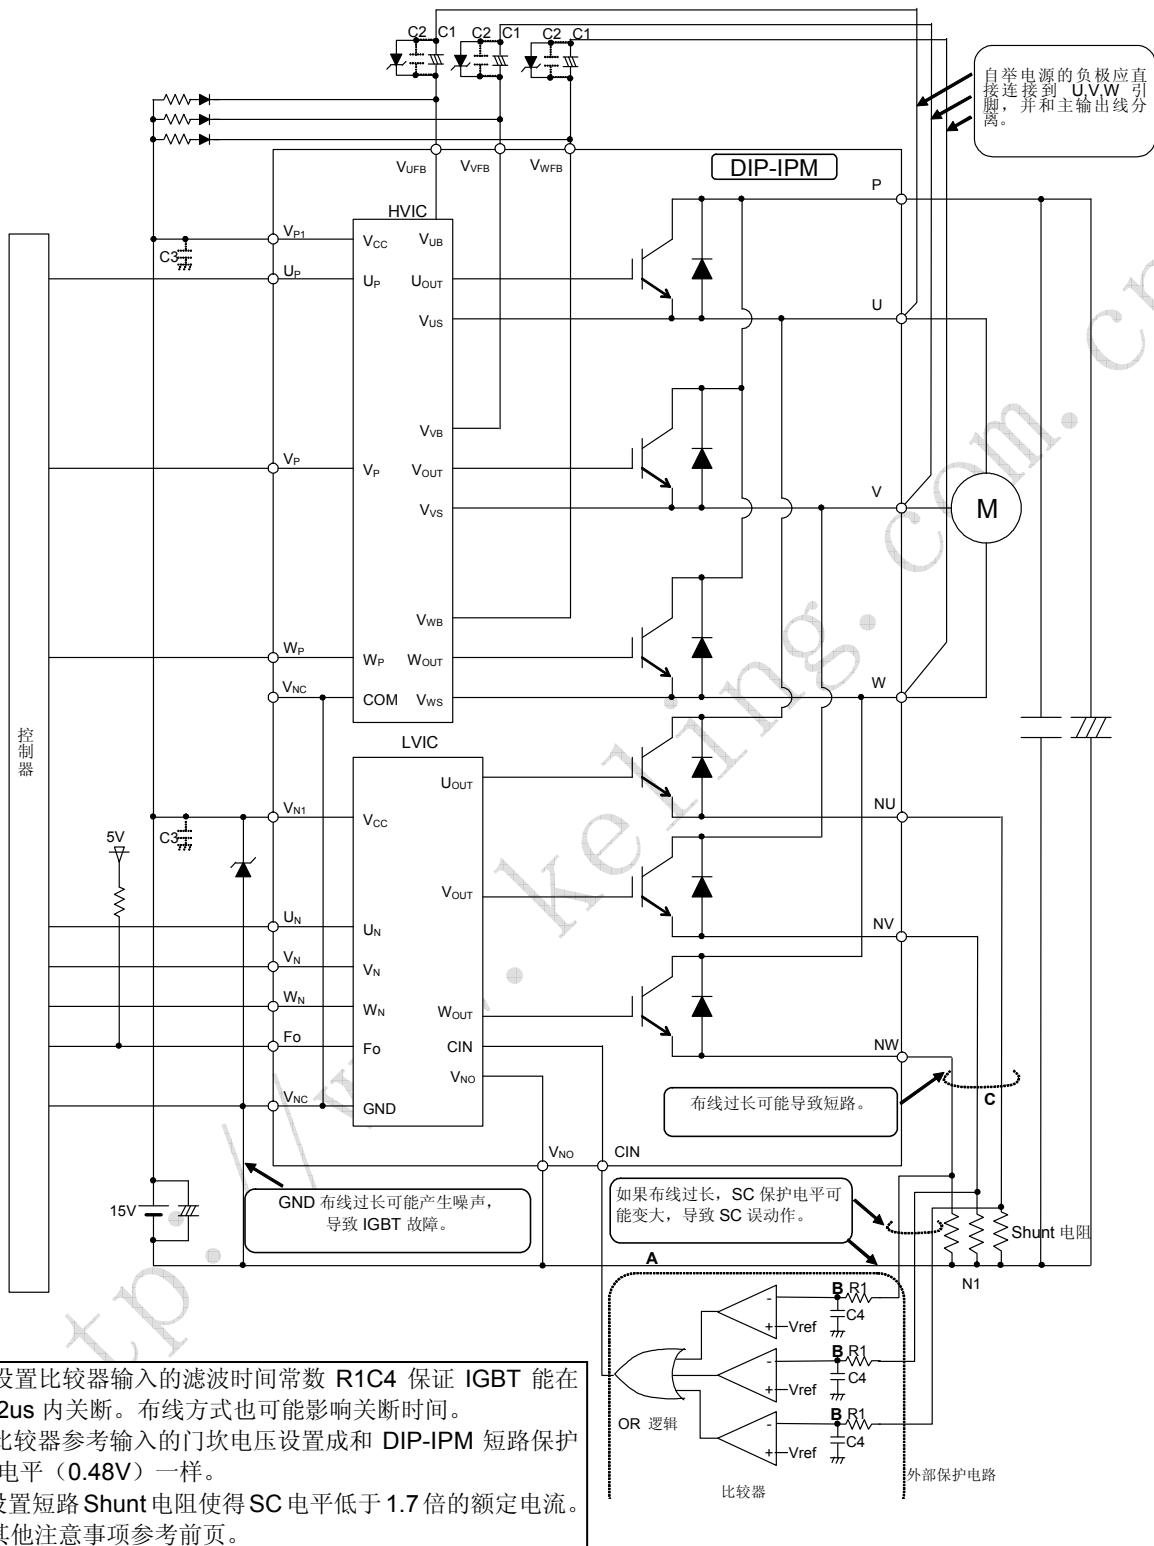 C2 C1 C2 C1 C2 C1
自举电源的负极应直
接连接到 U,V,W 引
脚，并和主输出线分
离。
VUFB VVFB VWFB
DIP-IPM
P
HVIC
VP1
VCC
VUB
C3
UP
UP
UOUT
VUS
U
VVB
VP
VP
VOUT
VVS
V
M
VWB
WP
WP
WOUT
W
VNC
COM
VWS
控制器
LVIC
UOUT
VN1
VCC
NU
5V
C3
VOUT
UN
UN
NV
VN
VN
WN
WN
WOUT
Fo
Fo
CIN
NW
VNO
VNC
GND
布线过长可能导致短路。
C
VNO
CIN
15V
GND 布线过长可能产生噪声，
导致 IGBT 故障。
如果布线过长，SC 保护电平可
能变大，导致 SC 误动作。
Shunt 电阻
A
N1
B R1
-
C4
+
Vref
B R1
-
C4
+
Vref
B R1
-
C4
+
Vref
OR 逻辑
比较器
外部保护电路
设置比较器输入的滤波时间常数 R1C4 保证 IGBT 能在
2us 内关断。布线方式也可能影响关断时间。
比较器参考输入的门坎电压设置成和 DIP-IPM 短路保护
电平（0.48V）一样。
设置短路 Shunt 电阻使得 SC 电平低于 1.7 倍的额定电流。
其他注意事项参考前页。
tp://w.keling.com.cn